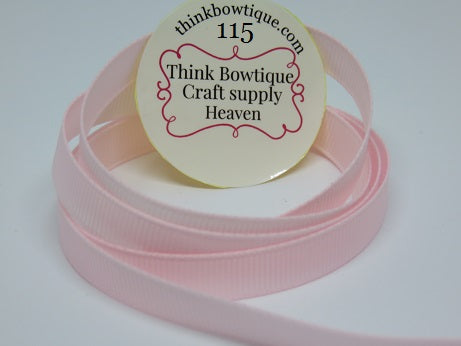 thinkbowtique.com
115
Think Bowtique
Craft supply
Heaven